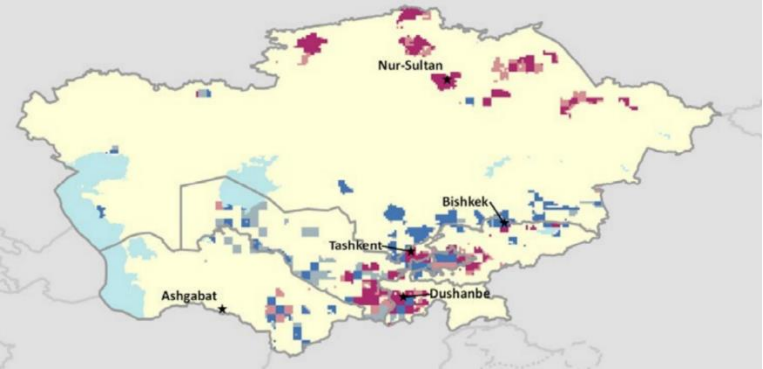 Nur-Sultan
Bishkek
Tashkent
Dushanbe
Ashgabat